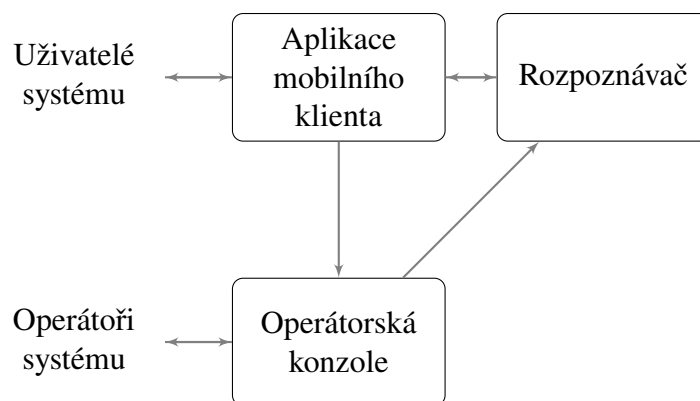 Uživatelé
systému
Aplikace
mobilního
klienta
Rozpoznávač
Operátoři
systému
Operátorská
konzole